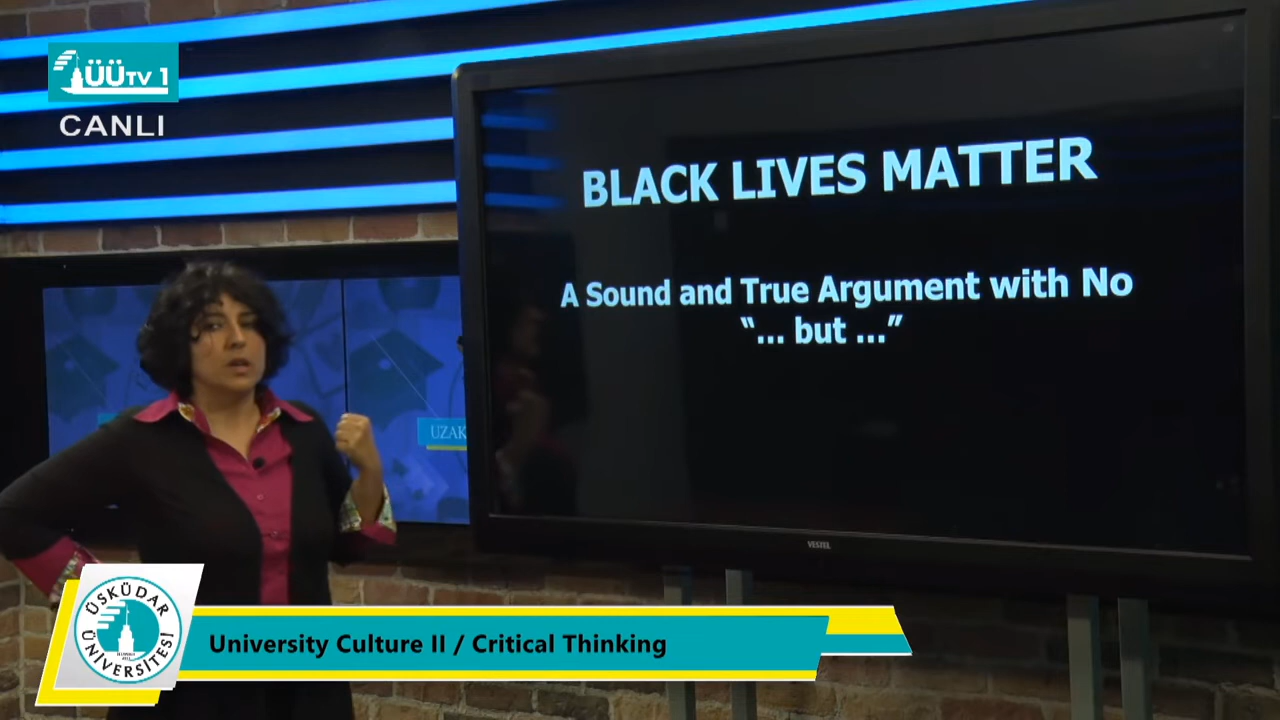 ÜÜTV 1
CANLI
BLACK LIVES MATTER
A Sound and True Argument with No
“... but ...”
UZAK
VESTEL
ÜSKÜDAR
ÜNİVERSİTESİ
University Culture II / Critical Thinking